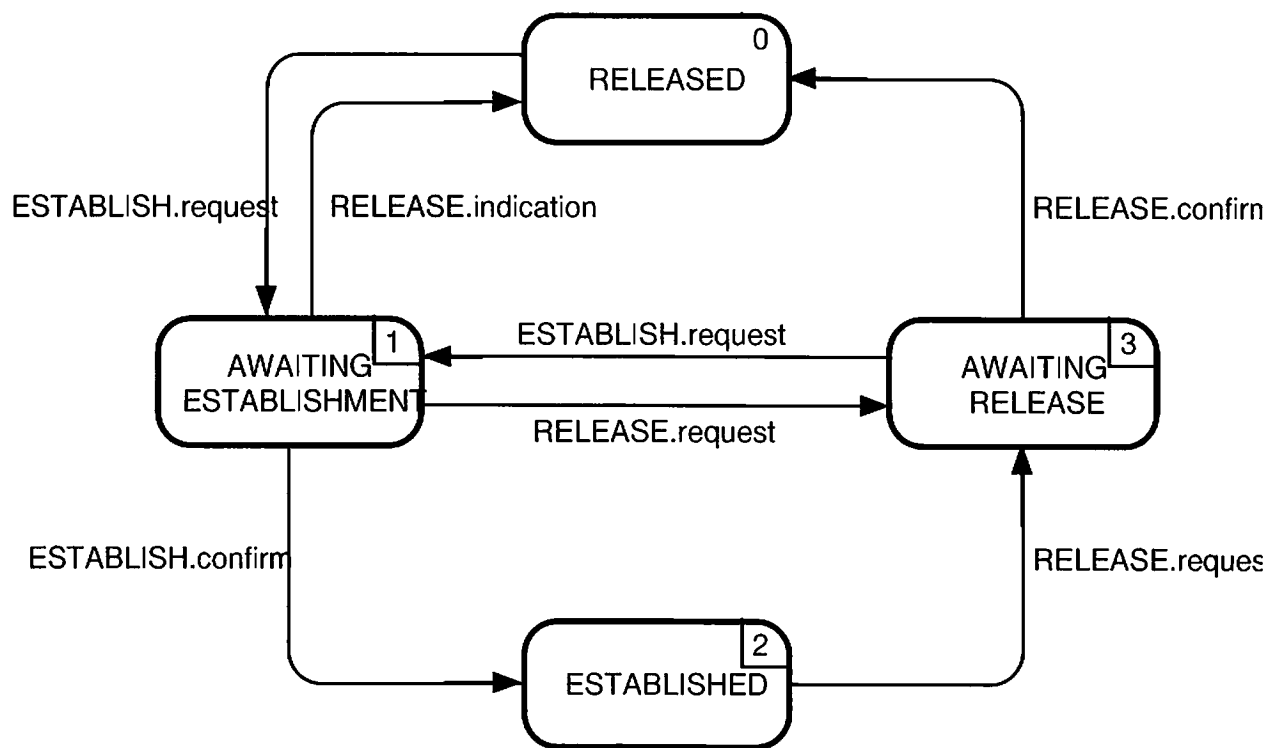 0
RELEASED
ESTABLISH.request
RELEASE.indication
RELEASE.confirm
1
AWAITING
ESTABLISHMENT
ESTABLISH.request
RELEASE.request
3
AWAITING
RELEASE
ESTABLISH.confirm
RELEASE.reques
2
ESTABLISHED